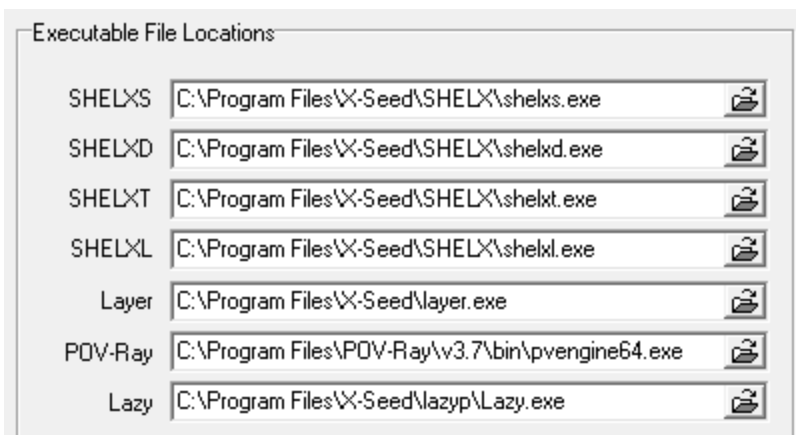 Executable File Locations
SHELXS C:\Program Files\X-Seed\SHELX\shelxs.exe
SHELXD C:\Program Files\X-Seed\SHELX\shelxd.exe
SHELXT C:\Program Files\X-Seed\SHELX\shelxt.exe
SHELXL C:\Program Files\X-Seed\SHELX\shelxl.exe
Layer C:\Program Files\X-Seed\layer.exe
POV-Ray C:\Program Files\POV-Ray\v3.7\bin\pvengine64.exe
Lazy C:\Program Files\X-Seed\lazyp\Lazy.exe